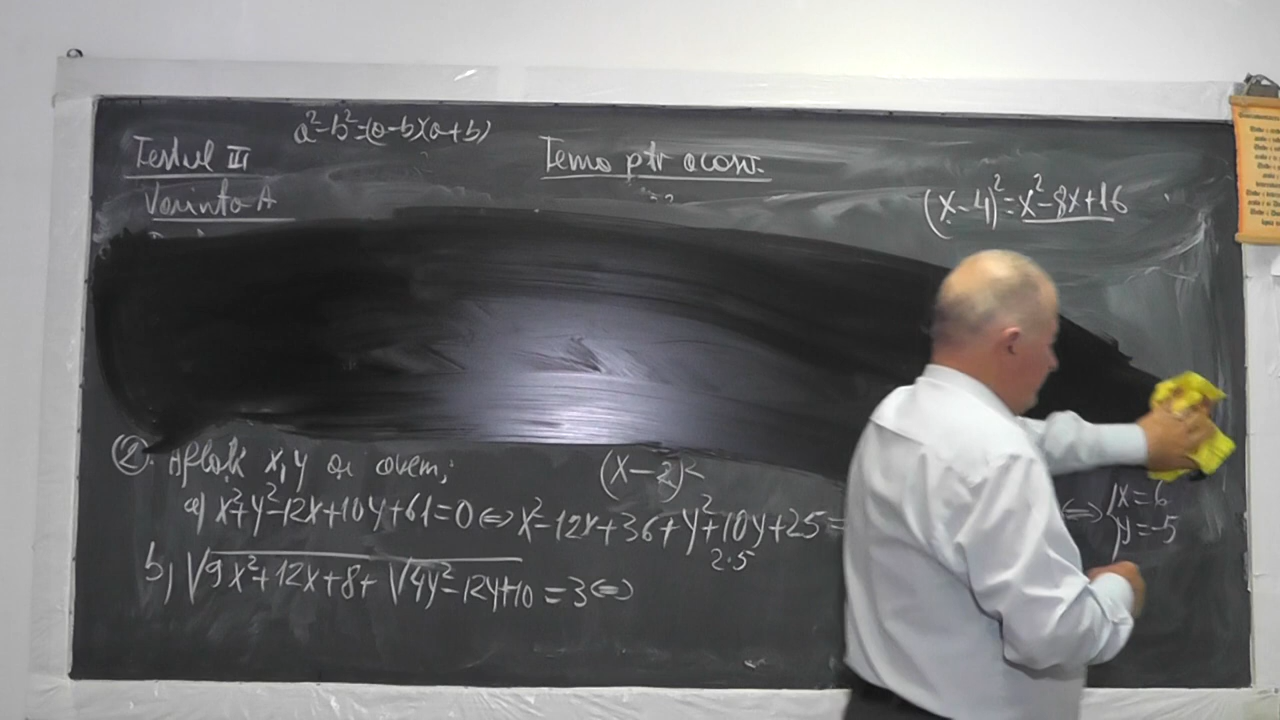 a²-b²=(a-b)(a+b)
Testul III
Tema ptr acasa.
Varianta A
(x-4)²=x²-8x+16
②. Aflați x,y ai avem;
(x-2)²
a) x²+y²-12x+10y+61=0⇔x²-12x+36+y²+10y+25=
⇔ {x=6
y=-5
2·5
b) √9x²+12x+8+√4y²-12y+10=3⇔